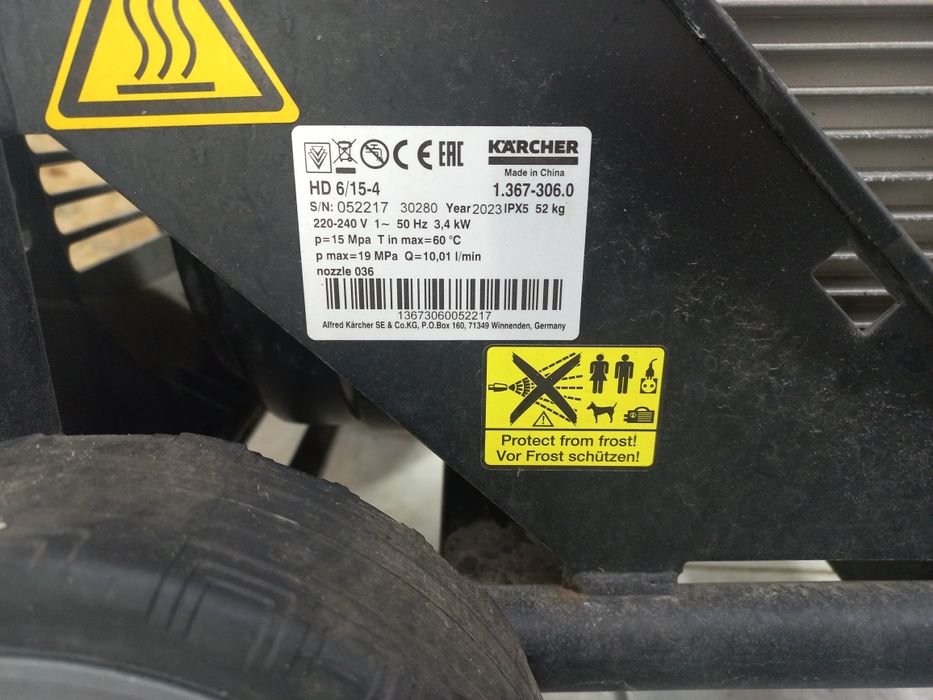 CE EAC KÄRCHER
Made in China
HD 6/15-4 1.367-306.0
S/N: 052217 30280 Year 2023 IPX5 52 kg
220-240 V 1~ 50 Hz 3,4 kW
p=15 Mpa T in max=60 °C
p max=19 MPa Q=10,01 l/min
nozzle 036
13673060052217
Alfred Kärcher SE & Co.KG, P.O.Box 160, 71349 Winnenden, Germany
Protect from frost!
Vor Frost schützen!